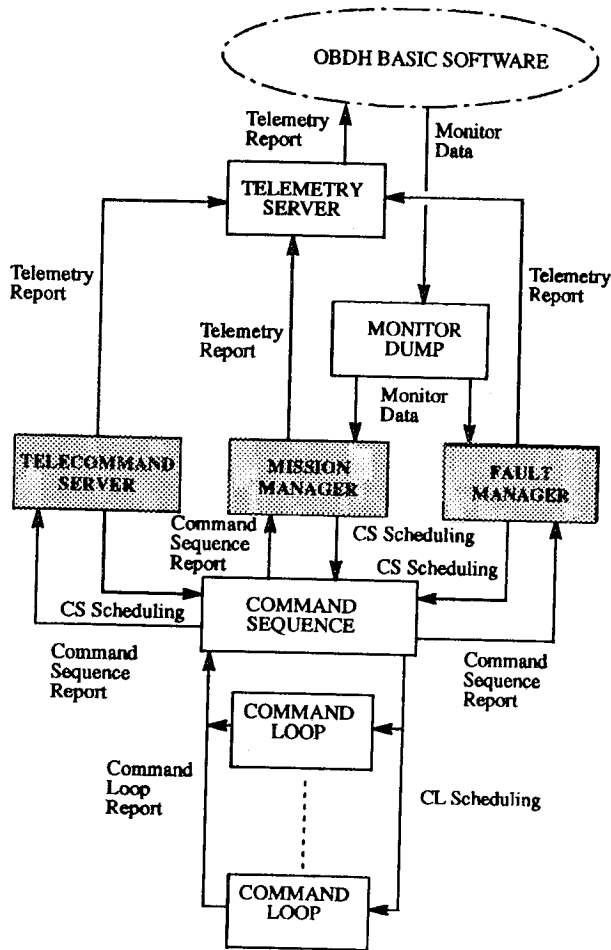 OBDH BASIC SOFTWARE
Telemetry
Report
Monitor
Data
TELEMETRY
SERVER
Telemetry
Report
Telemetry
Report
Telemetry
Report
MONITOR
DUMP
Monitor
Data
TELECOMMAND
SERVER
MISSION
MANAGER
FAULT
MANAGER
Command
Sequence
Report
CS Scheduling
CS Scheduling
CS Scheduling
COMMAND
SEQUENCE
Command
Sequence
Report
Command
Sequence
Report
COMMAND
LOOP
Command
Loop
Report
CL Scheduling
COMMAND
LOOP